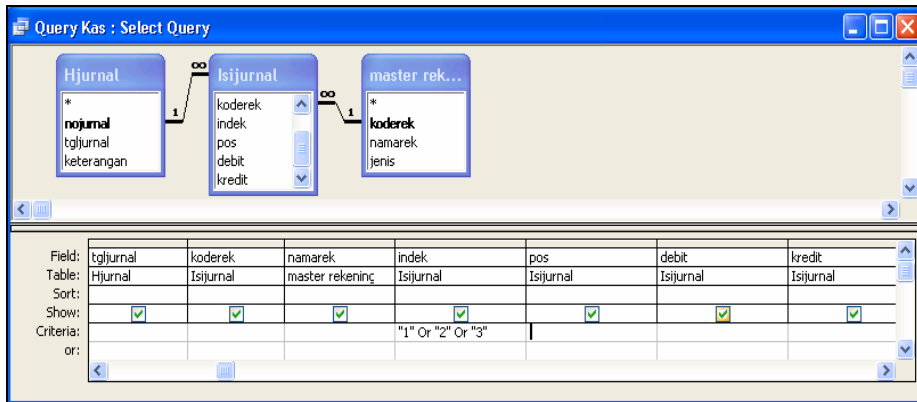 Query Kas : Select Query
Hjurnal
*
nojurnal
tgljurnal
keterangan
1
∞
Isijurnal
koderek
indek
pos
debit
kredit
∞
1
master rek...
*
koderek
namarek
jenis
Field: tgljurnal koderek namarek indek pos debit kredit
Table: Hjurnal Isijurnal master rekening Isijurnal Isijurnal Isijurnal Isijurnal
Sort:
Show:
Criteria: "1" Or "2" Or "3"
or: